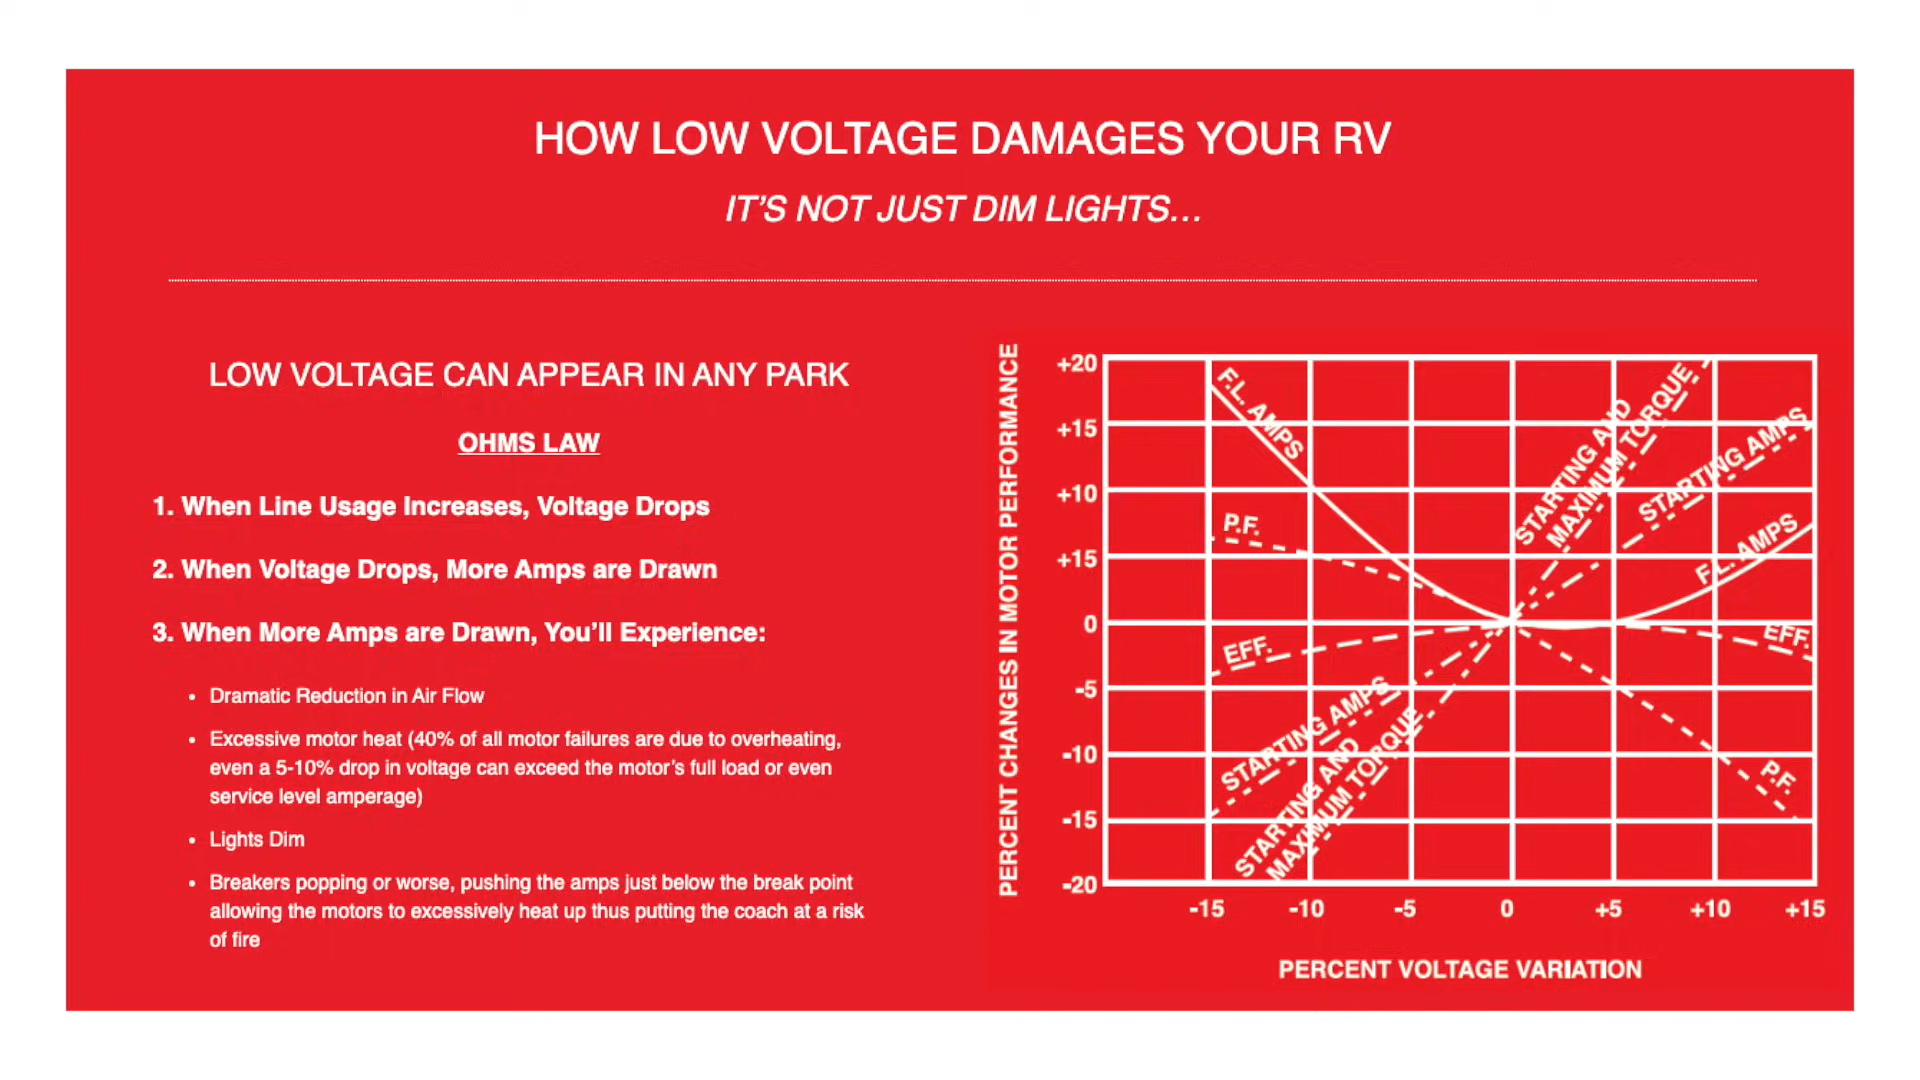 HOW LOW VOLTAGE DAMAGES YOUR RV
IT'S NOT JUST DIM LIGHTS...
LOW VOLTAGE CAN APPEAR IN ANY PARK
OHMS LAW
1. When Line Usage Increases, Voltage Drops
2. When Voltage Drops, More Amps are Drawn
3. When More Amps are Drawn, You'll Experience:
• Dramatic Reduction in Air Flow
• Excessive motor heat (40% of all motor failures are due to overheating,
even a 5-10% drop in voltage can exceed the motor's full load or even
service level amperage)
• Lights Dim
• Breakers popping or worse, pushing the amps just below the break point
allowing the motors to excessively heat up thus putting the coach at a risk
of fire
PERCENT CHANGES IN MOTOR PERFORMANCE
+20
+15
+10
+15
0
-5
-10
-15
-20
F.L. AMPS
P.F.
EFF.
STARTING AMPS
STARTING AND
MAXIMUM TORQUE
STARTING AND
MAXIMUM TORQUE
STARTING AMPS
F.L. AMPS
EFF.
P.F.
-15 -10 -5 0 +5 +10 +15
PERCENT VOLTAGE VARIATION